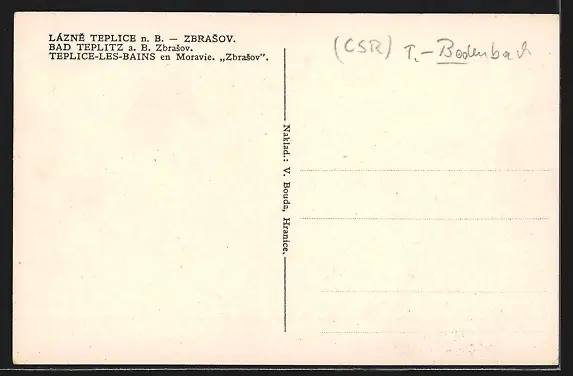 LÁZNĚ TEPLICE n. B. — ZBRAŠOV.
BAD TEPLITZ a. B. Zbrašov.
TEPLICE-LES-BAINS en Moravie. „Zbrašov".
(CSR) T. - Bodenbach
Naklad.: V. Bouda, Hranice.